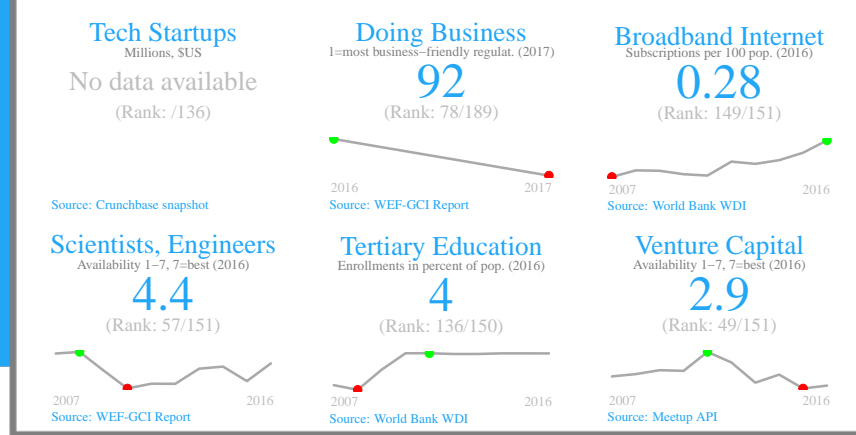 Tech Startups
Millions, $US
No data available
(Rank: /136)
Source: Crunchbase snapshot
Doing Business
1=most business−friendly regulat. (2017)
92
(Rank: 78/189)
2016 2017
Source: WEF-GCI Report
Broadband Internet
Subscriptions per 100 pop. (2016)
0.28
(Rank: 149/151)
2007 2016
Source: World Bank WDI
Scientists, Engineers
Availability 1−7, 7=best (2016)
4.4
(Rank: 57/151)
2007 2016
Source: WEF-GCI Report
Tertiary Education
Enrollments in percent of pop. (2016)
4
(Rank: 136/150)
2007 2016
Source: World Bank WDI
Venture Capital
Availability 1−7, 7=best (2016)
2.9
(Rank: 49/151)
2007 2016
Source: Meetup API